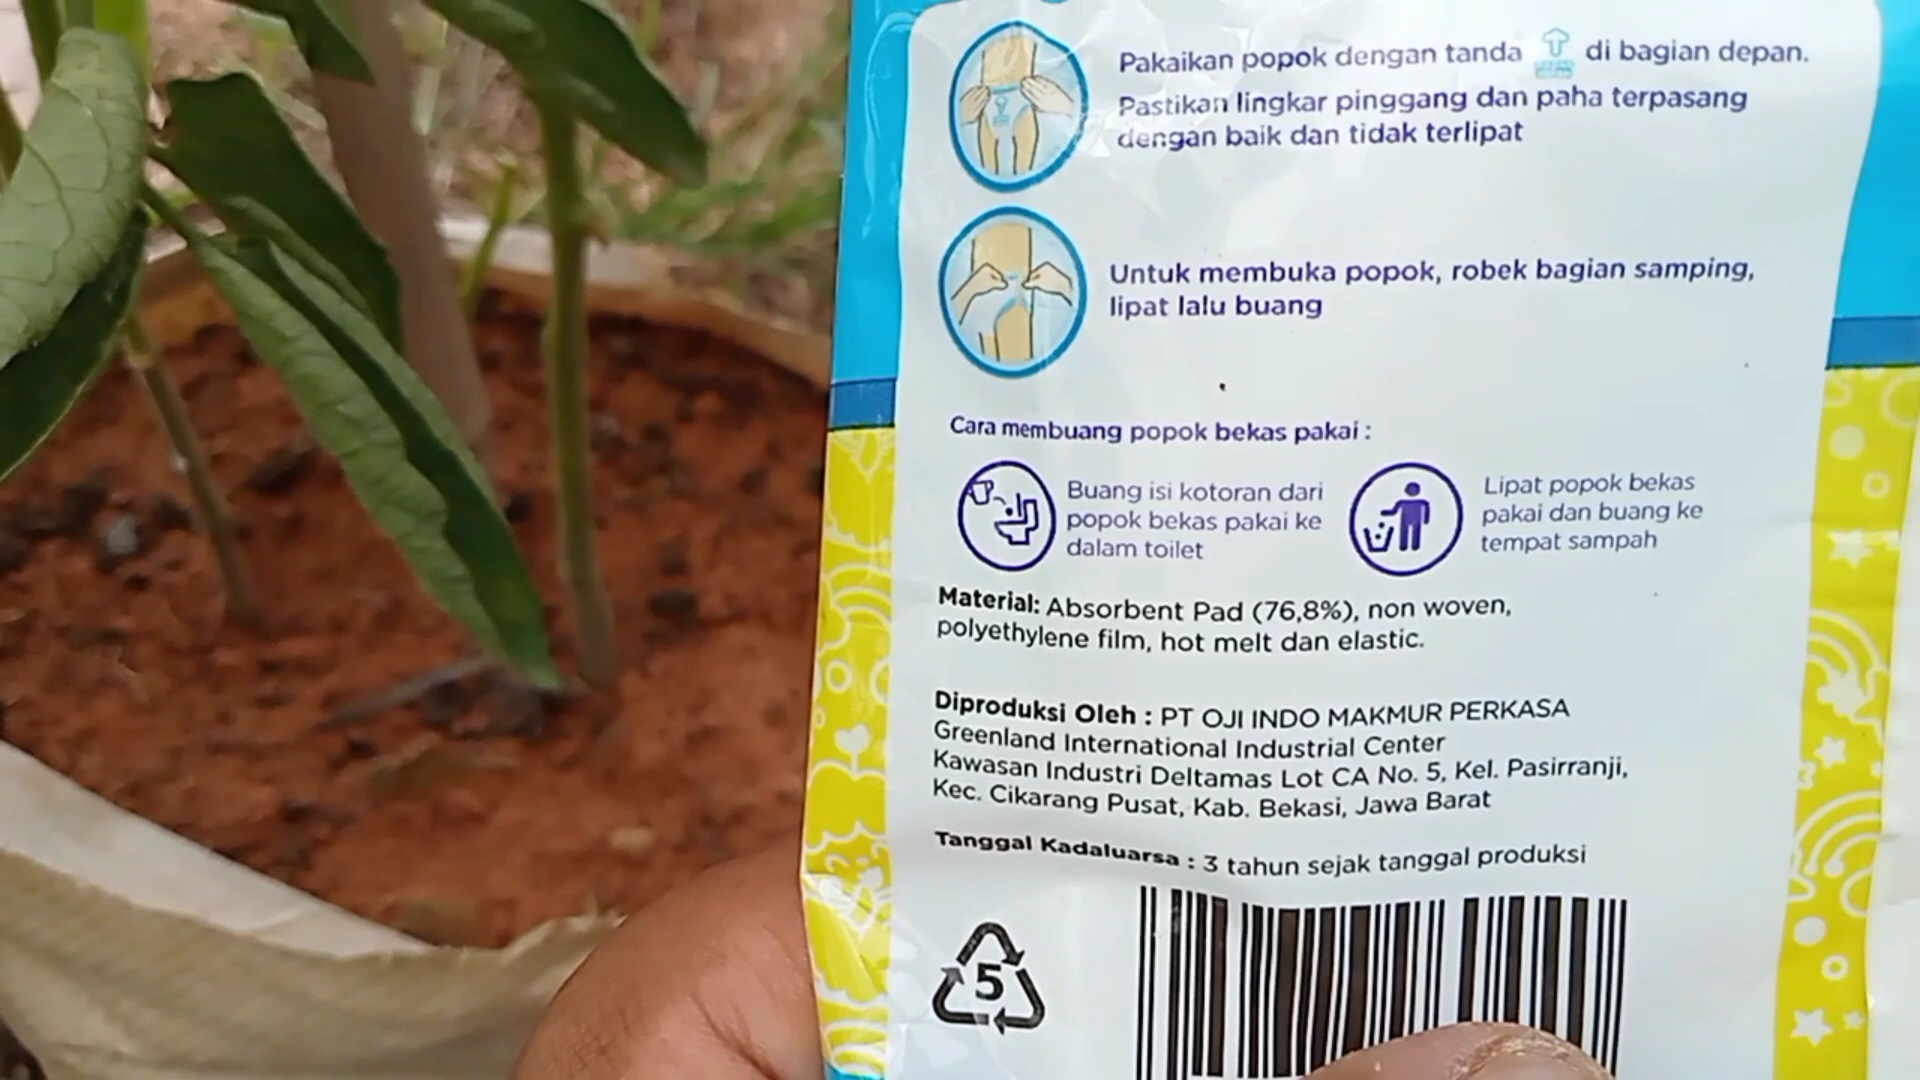 Pakaikan popok dengan tanda di bagian depan.
Pastikan lingkar pinggang dan paha terpasang
dengan baik dan tidak terlipat
Untuk membuka popok, robek bagian samping,
lipat lalu buang
Cara membuang popok bekas pakai :
Buang isi kotoran dari
popok bekas pakai ke
dalam toilet
Lipat popok bekas
pakai dan buang ke
tempat sampah
Material: Absorbent Pad (76,8%), non woven,
polyethylene film, hot melt dan elastic.
Diproduksi Oleh : PT OJI INDO MAKMUR PERKASA
Greenland International Industrial Center
Kawasan Industri Deltamas Lot CA No. 5, Kel. Pasirranji,
Kec. Cikarang Pusat, Kab. Bekasi, Jawa Barat
Tanggal Kadaluarsa : 3 tahun sejak tanggal produksi
5